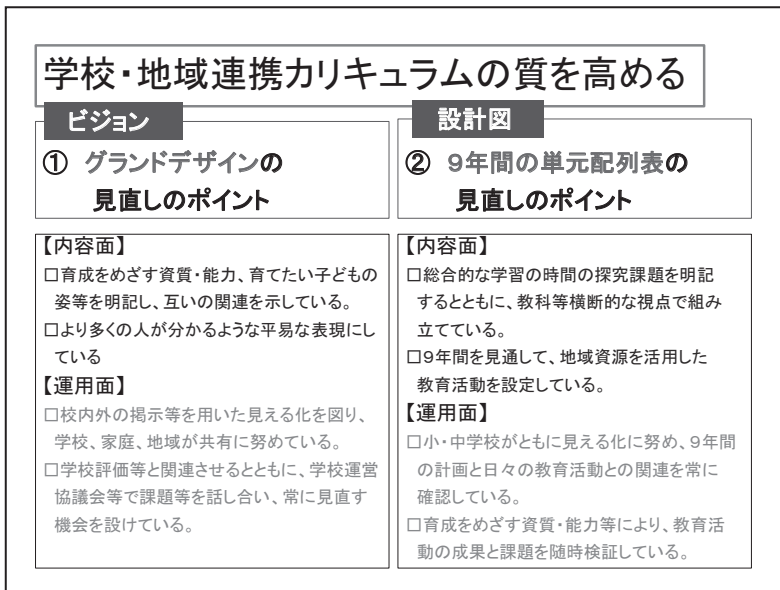 学校・地域連携カリキュラムの質を高める
ビジョン
① グランドデザインの
見直しのポイント
【内容面】
□育成をめざす資質・能力、育てたい子どもの
姿等を明記し、互いの関連を示している。
□より多くの人が分かるような平易な表現にし
ている
【運用面】
□校内外の掲示等を用いた見える化を図り、
学校、家庭、地域が共有に努めている。
□学校評価等と関連させるとともに、学校運営
協議会等で課題等を話し合い、常に見直す
機会を設けている。
設計図
② 9年間の単元配列表の
見直しのポイント
【内容面】
□総合的な学習の時間の探究課題を明記
するとともに、教科等横断的な視点で組み
立てている。
□9年間を見通して、地域資源を活用した
教育活動を設定している。
【運用面】
□小・中学校がともに見える化に努め、9年間
の計画と日々の教育活動との関連を常に
確認している。
□育成をめざす資質・能力等により、教育活
動の成果と課題を随時検証している。